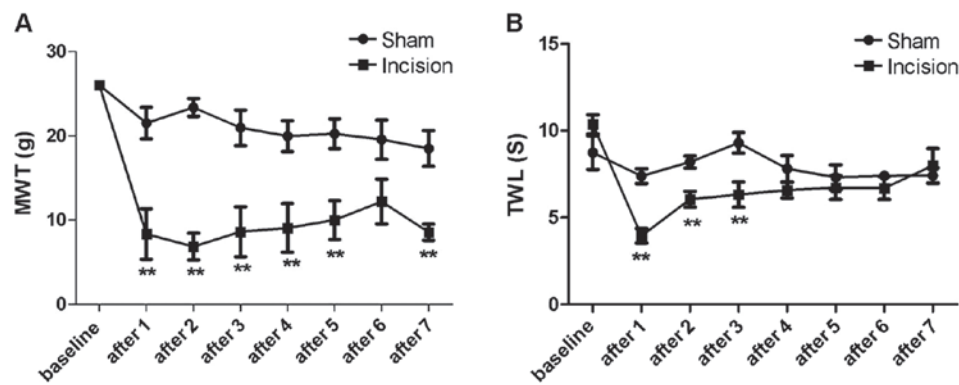 A
MWT (g)
30
20
10
0
Sham
Incision
**
**
**
**
**
**
baseline
after 1
after 2
after 3
after 4
after 5
after 6
after 7
B
TWL (S)
15
10
5
0
Sham
Incision
**
**
**
baseline
after 1
after 2
after 3
after 4
after 5
after 6
after 7